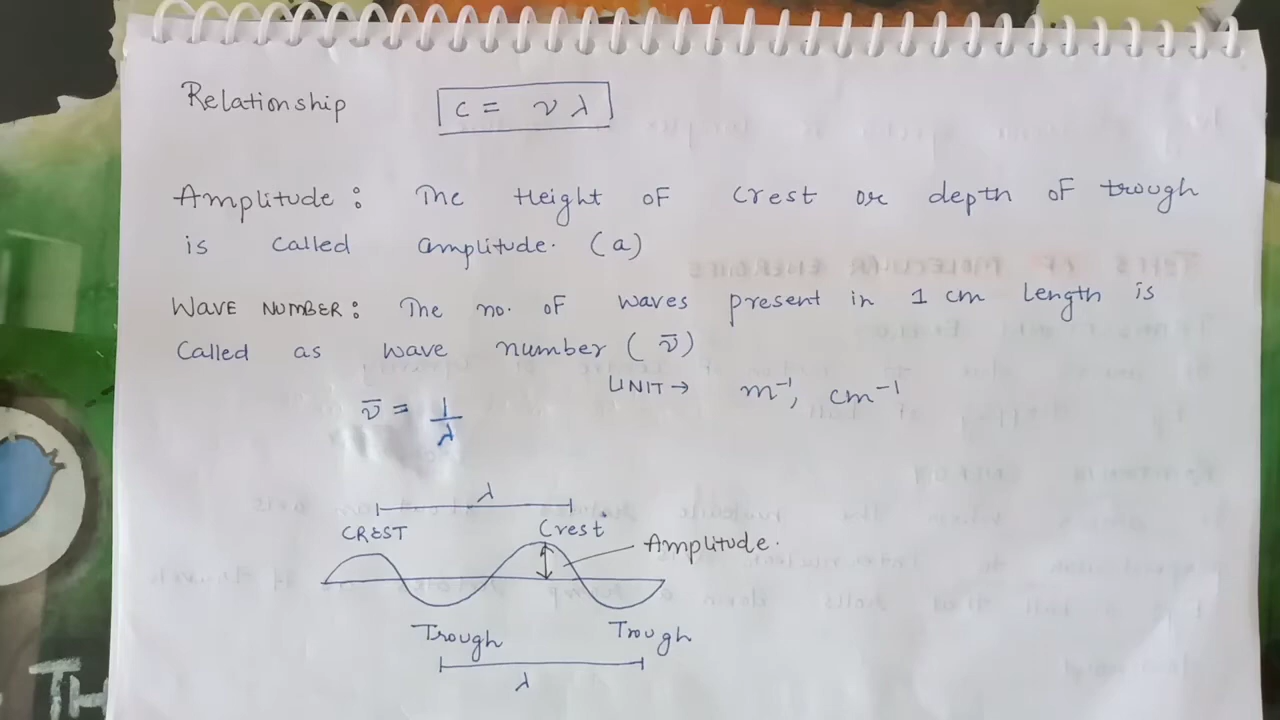 Relationship c = ν λ
Amplitude : The Height of crest or depth of trough
is called amplitude. (a)
WAVE NUMBER : The no. of waves present in 1 cm length is
called as wave number ( ν̅ )
UNIT → m⁻¹, cm⁻¹
ν̅ = 1/λ
λ
CREST Crest
Amplitude.
Trough Trough
λ
TH